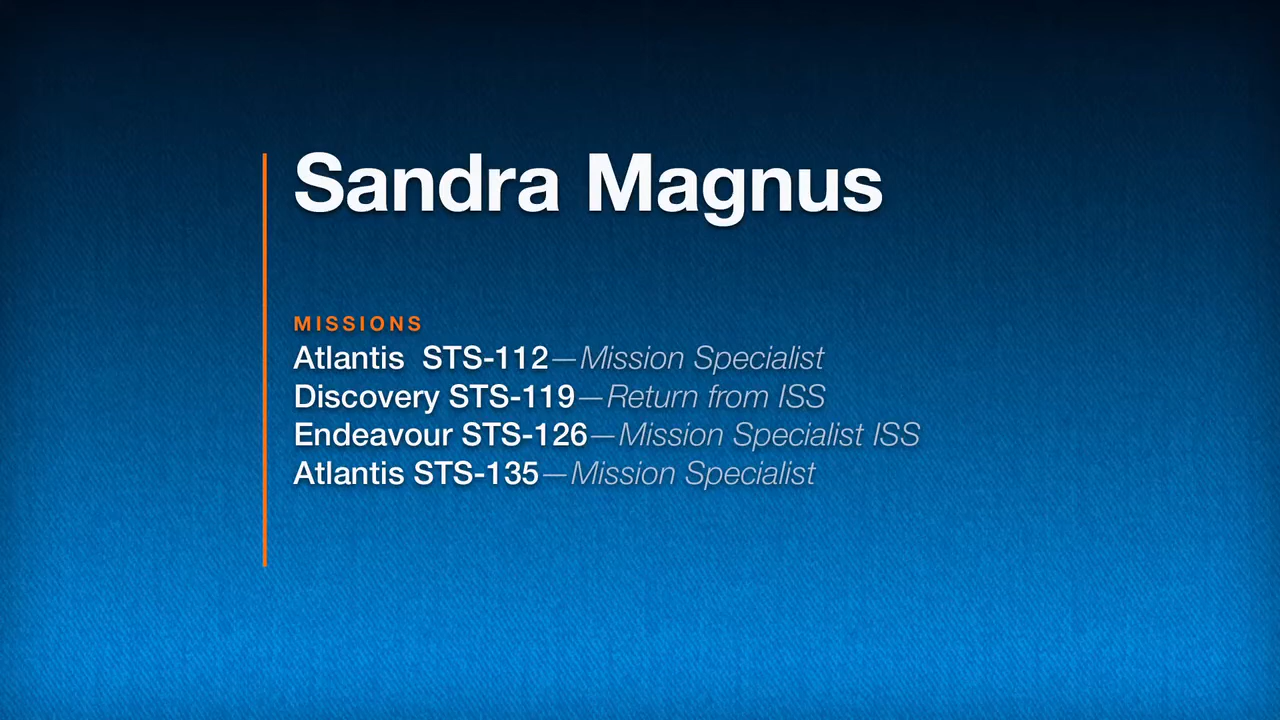 Sandra Magnus
MISSIONS
Atlantis  STS-112—Mission Specialist
Discovery STS-119—Return from ISS
Endeavour STS-126—Mission Specialist ISS
Atlantis STS-135—Mission Specialist